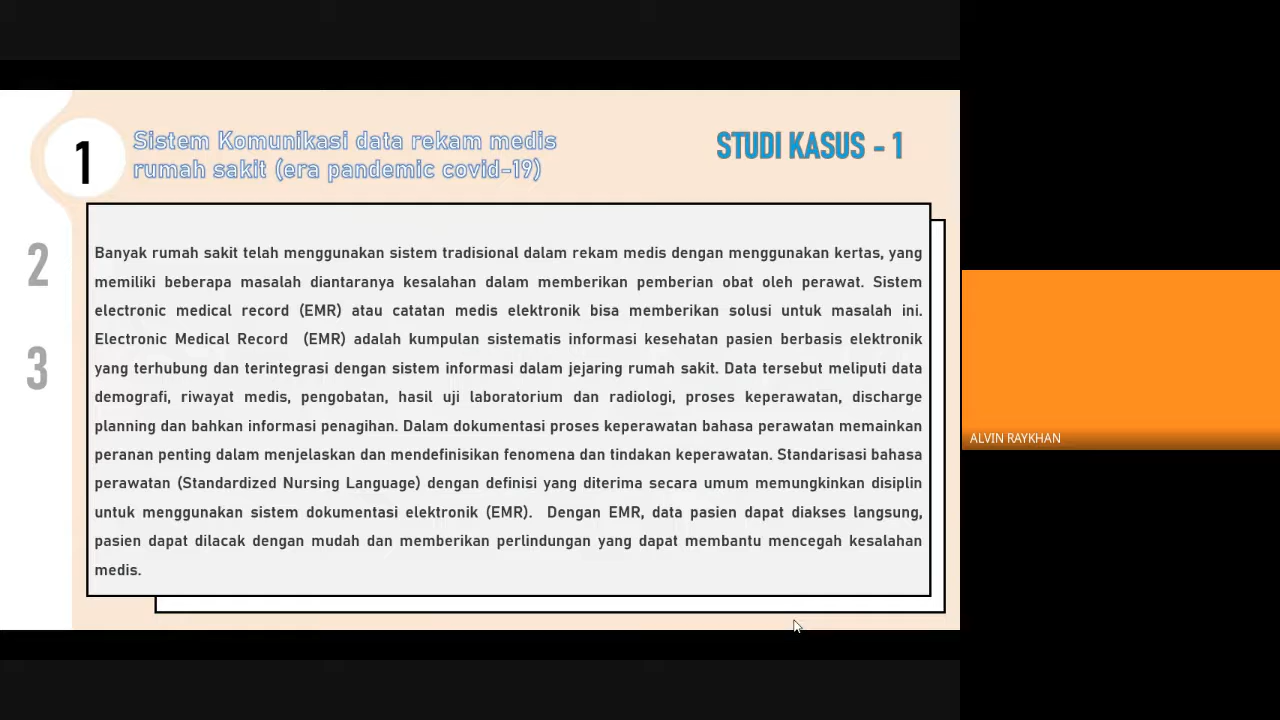 1
Sistem Komunikasi data rekam medis
rumah sakit (era pandemic covid-19)
STUDI KASUS - 1
2
3
Banyak rumah sakit telah menggunakan sistem tradisional dalam rekam medis dengan menggunakan kertas, yang
memiliki beberapa masalah diantaranya kesalahan dalam memberikan pemberian obat oleh perawat. Sistem
electronic medical record (EMR) atau catatan medis elektronik bisa memberikan solusi untuk masalah ini.
Electronic Medical Record (EMR) adalah kumpulan sistematis informasi kesehatan pasien berbasis elektronik
yang terhubung dan terintegrasi dengan sistem informasi dalam jejaring rumah sakit. Data tersebut meliputi data
demografi, riwayat medis, pengobatan, hasil uji laboratorium dan radiologi, proses keperawatan, discharge
planning dan bahkan informasi penagihan. Dalam dokumentasi proses keperawatan bahasa perawatan memainkan
peranan penting dalam menjelaskan dan mendefinisikan fenomena dan tindakan keperawatan. Standarisasi bahasa
perawatan (Standardized Nursing Language) dengan definisi yang diterima secara umum memungkinkan disiplin
untuk menggunakan sistem dokumentasi elektronik (EMR). Dengan EMR, data pasien dapat diakses langsung,
pasien dapat dilacak dengan mudah dan memberikan perlindungan yang dapat membantu mencegah kesalahan
medis.
ALVIN RAYKHAN